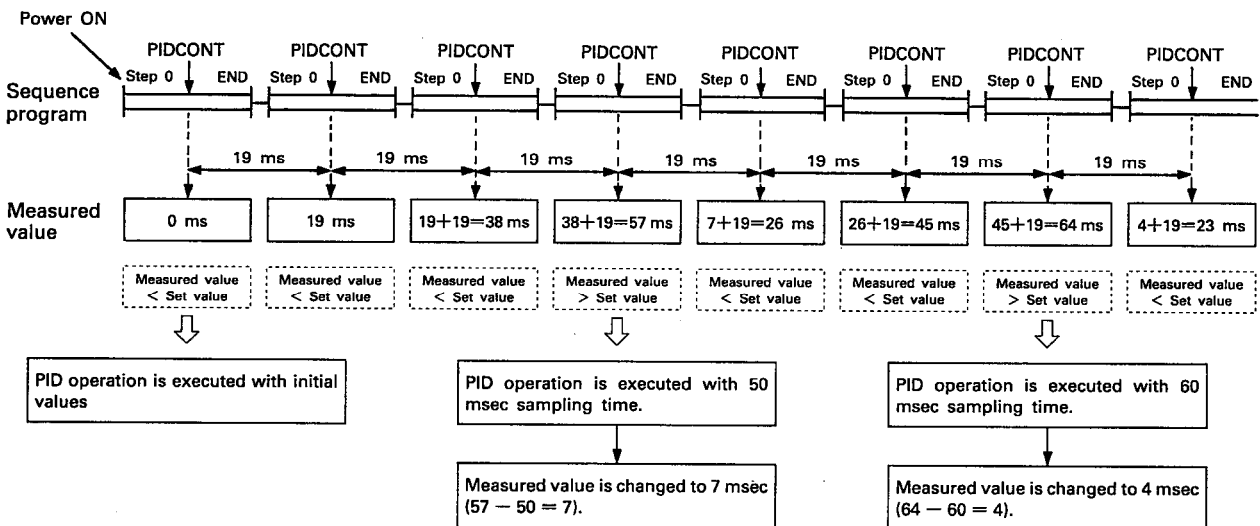 Power ON
PIDCONT PIDCONT PIDCONT PIDCONT PIDCONT PIDCONT PIDCONT PIDCONT
Step 0 END Step 0 END Step 0 END Step 0 END Step 0 END Step 0 END Step 0 END Step 0 END
Sequence
program
19 ms 19 ms 19 ms 19 ms 19 ms 19 ms 19 ms
Measured
value
0 ms 19 ms 19+19=38 ms 38+19=57 ms 7+19=26 ms 26+19=45 ms 45+19=64 ms 4+19=23 ms
Measured value Measured value Measured value Measured value Measured value Measured value Measured value Measured value
< Set value < Set value < Set value > Set value < Set value < Set value > Set value < Set value
PID operation is executed with initial
values
PID operation is executed with 50
msec sampling time.
PID operation is executed with 60
msec sampling time.
Measured value is changed to 7 msec
(57 − 50 = 7).
Measured value is changed to 4 msec
(64 − 60 = 4).